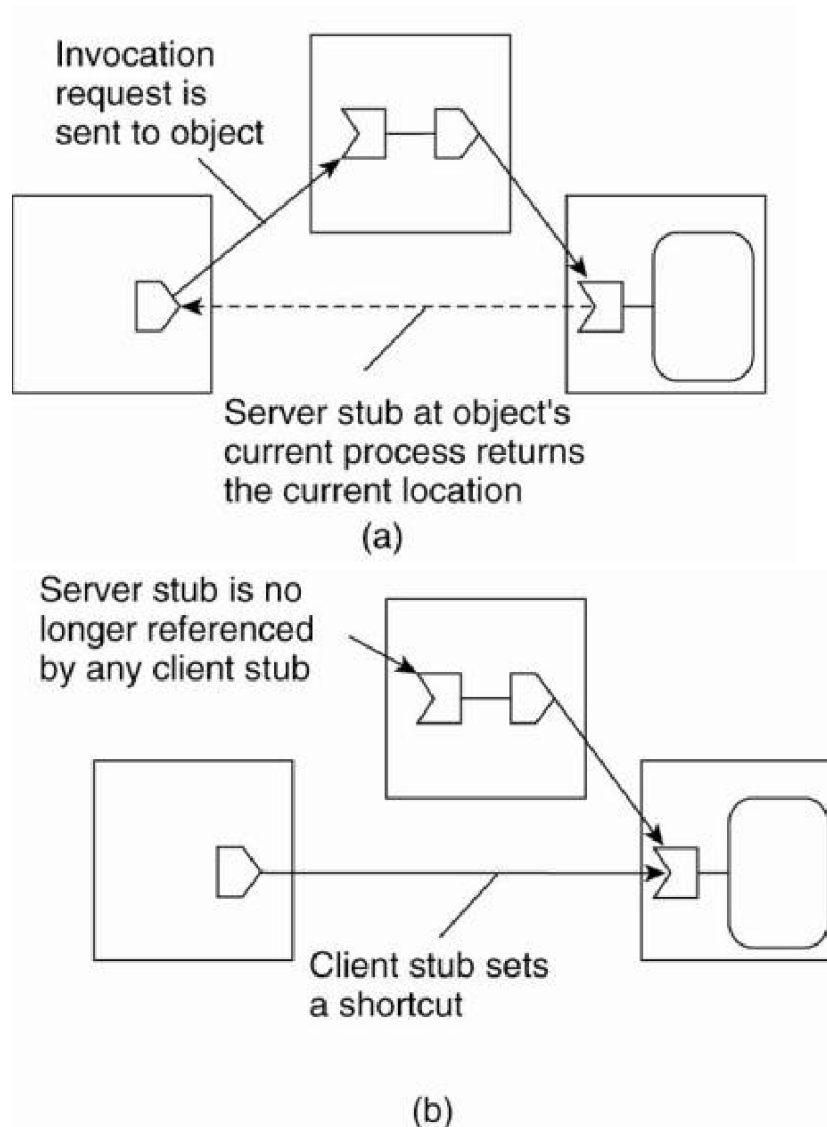 Invocation
request is
sent to object
Server stub at object's
current process returns
the current location
(a)
Server stub is no
longer referenced
by any client stub
Client stub sets
a shortcut
(b)